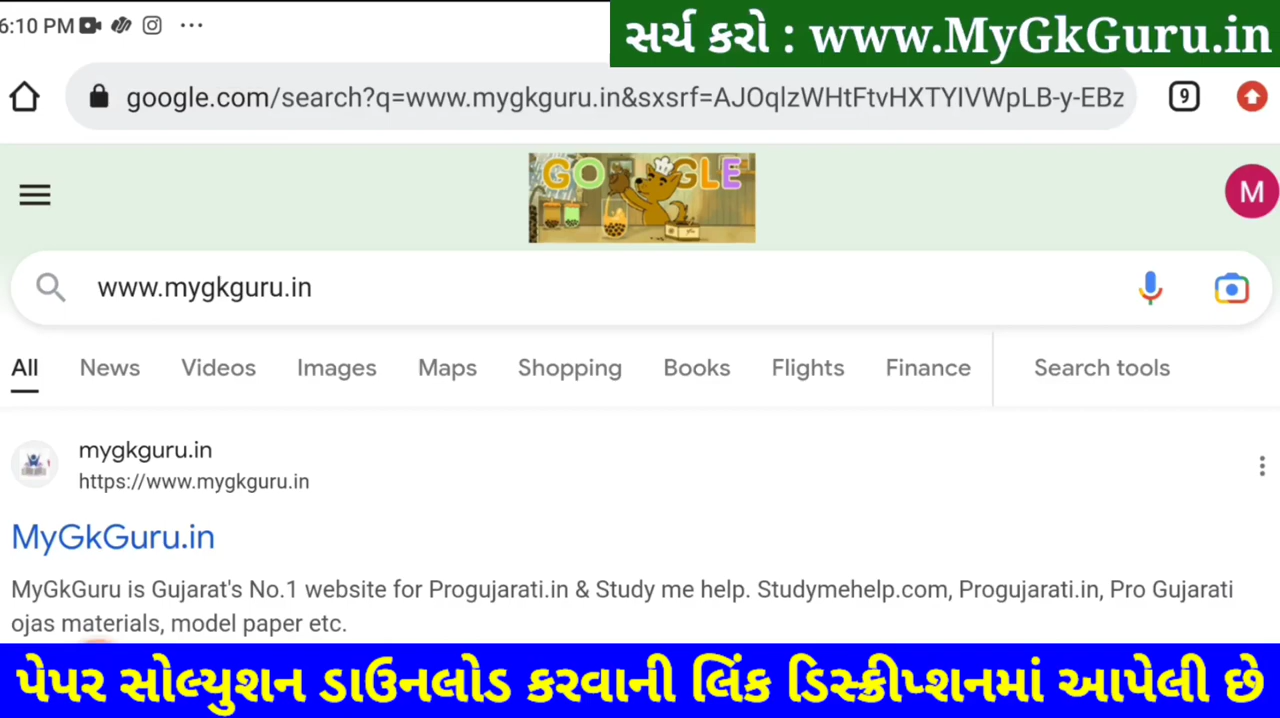 6:10 PM
સર્ચ કરો : www.MyGkGuru.in
google.com/search?q=www.mygkguru.in&sxsrf=AJOqlzWHtFtvHXTYIVWpLB-y-EBz
9
GOOGLE
M
www.mygkguru.in
All News Videos Images Maps Shopping Books Flights Finance Search tools
mygkguru.in
https://www.mygkguru.in
MyGkGuru.in
MyGkGuru is Gujarat's No.1 website for Progujarati.in & Study me help. Studymehelp.com, Progujarati.in, Pro Gujarati
ojas materials, model paper etc.
પેપર સોલ્યુશન ડાઉનલોડ કરવાની લિંક ડિસ્ક્રીપ્શનમાં આપેલી છે